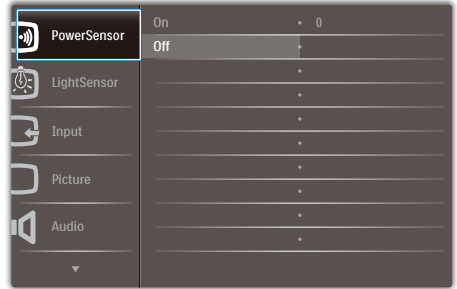 PowerSensor
LightSensor
Input
Picture
Audio
On • 0
Off •